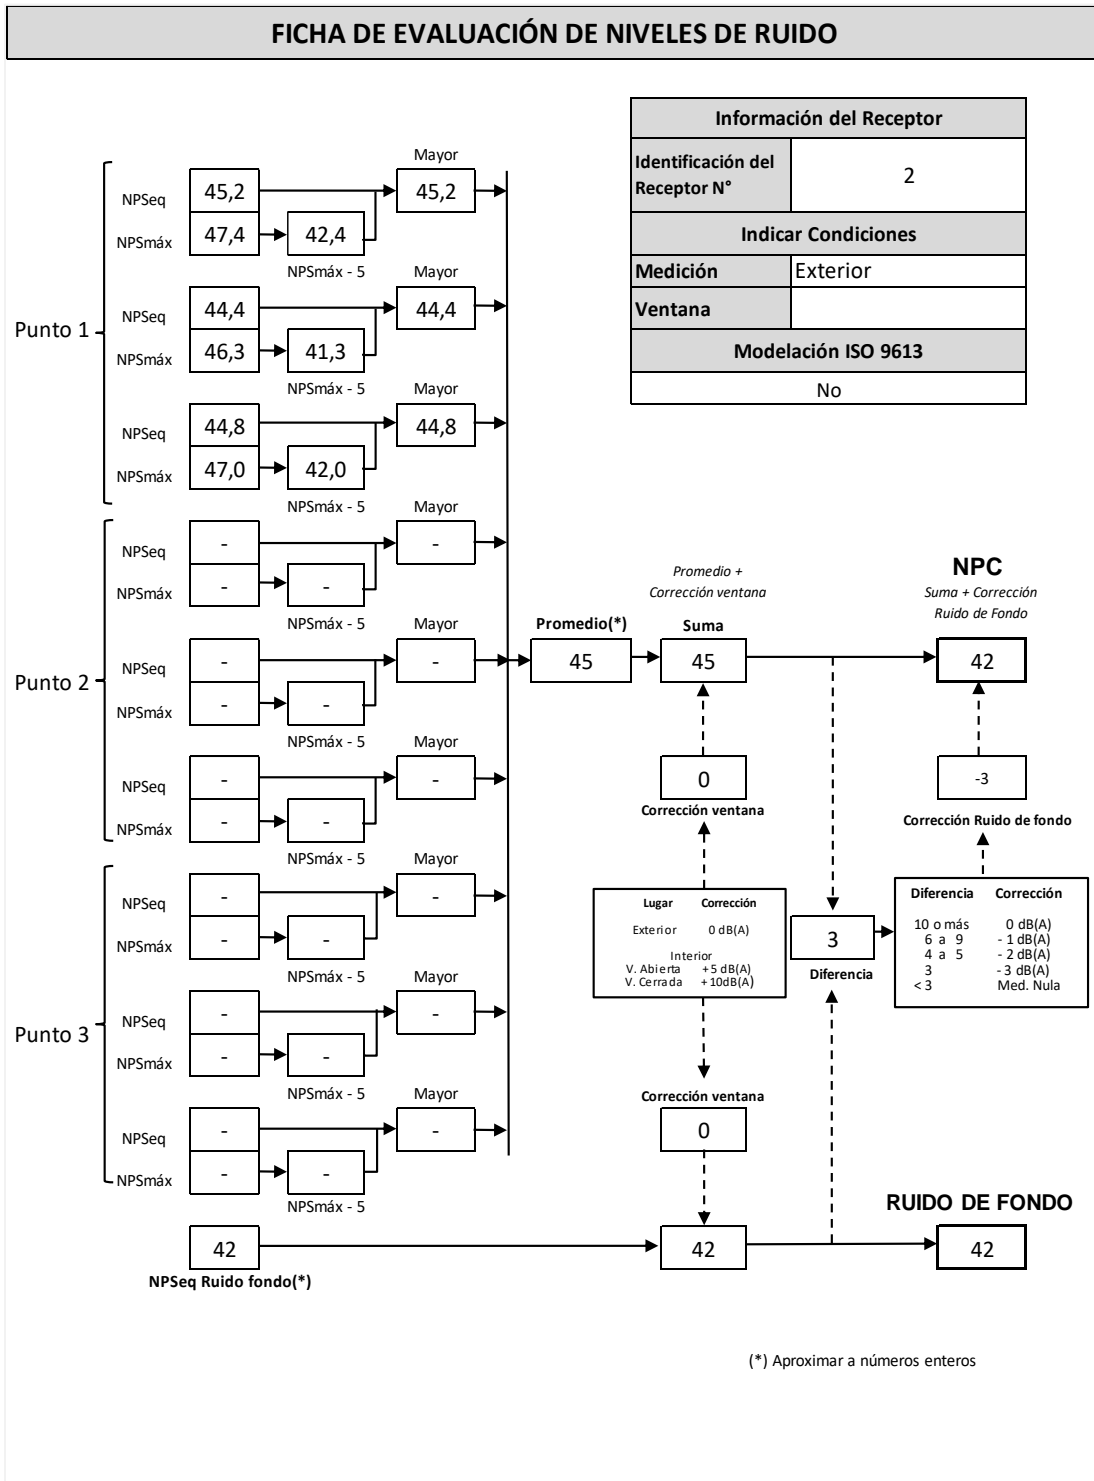 FICHA DE EVALUACIÓN DE NIVELES DE RUIDO
Información del Receptor
Identificación del Receptor N°
2
Indicar Condiciones
Medición
Exterior
Ventana
Modelación ISO 9613
No
Punto 1
Mayor
NPSeq
45,2
45,2
NPSmáx
47,4
42,4
NPSmáx - 5
Mayor
NPSeq
44,4
44,4
NPSmáx
46,3
41,3
NPSmáx - 5
Mayor
NPSeq
44,8
44,8
NPSmáx
47,0
42,0
NPSmáx - 5
Punto 2
Mayor
NPSeq
-
-
NPSmáx
-
-
NPSmáx - 5
Mayor
NPSeq
-
-
NPSmáx
-
-
NPSmáx - 5
Mayor
NPSeq
-
-
NPSmáx
-
-
NPSmáx - 5
Punto 3
Mayor
NPSeq
-
-
NPSmáx
-
-
NPSmáx - 5
Mayor
NPSeq
-
-
NPSmáx
-
-
NPSmáx - 5
Mayor
NPSeq
-
-
NPSmáx
-
-
NPSmáx - 5
Promedio(*)
45
Promedio +
Corrección ventana
Suma
45
NPC
Suma + Corrección
Ruido de Fondo
42
0
Corrección ventana
-3
Corrección Ruido de fondo
Lugar Corrección
Exterior 0 dB(A)
Interior
V. Abierta +5 dB(A)
V. Cerrada +10dB(A)
3
Diferencia
Diferencia Corrección
10 o más 0 dB(A)
6 a 9 - 1 dB(A)
4 a 5 - 2 dB(A)
3 - 3 dB(A)
< 3 Med. Nula
Corrección ventana
0
RUIDO DE FONDO
42
42
42
NPSeq Ruido fondo(*)
(*) Aproximar a números enteros